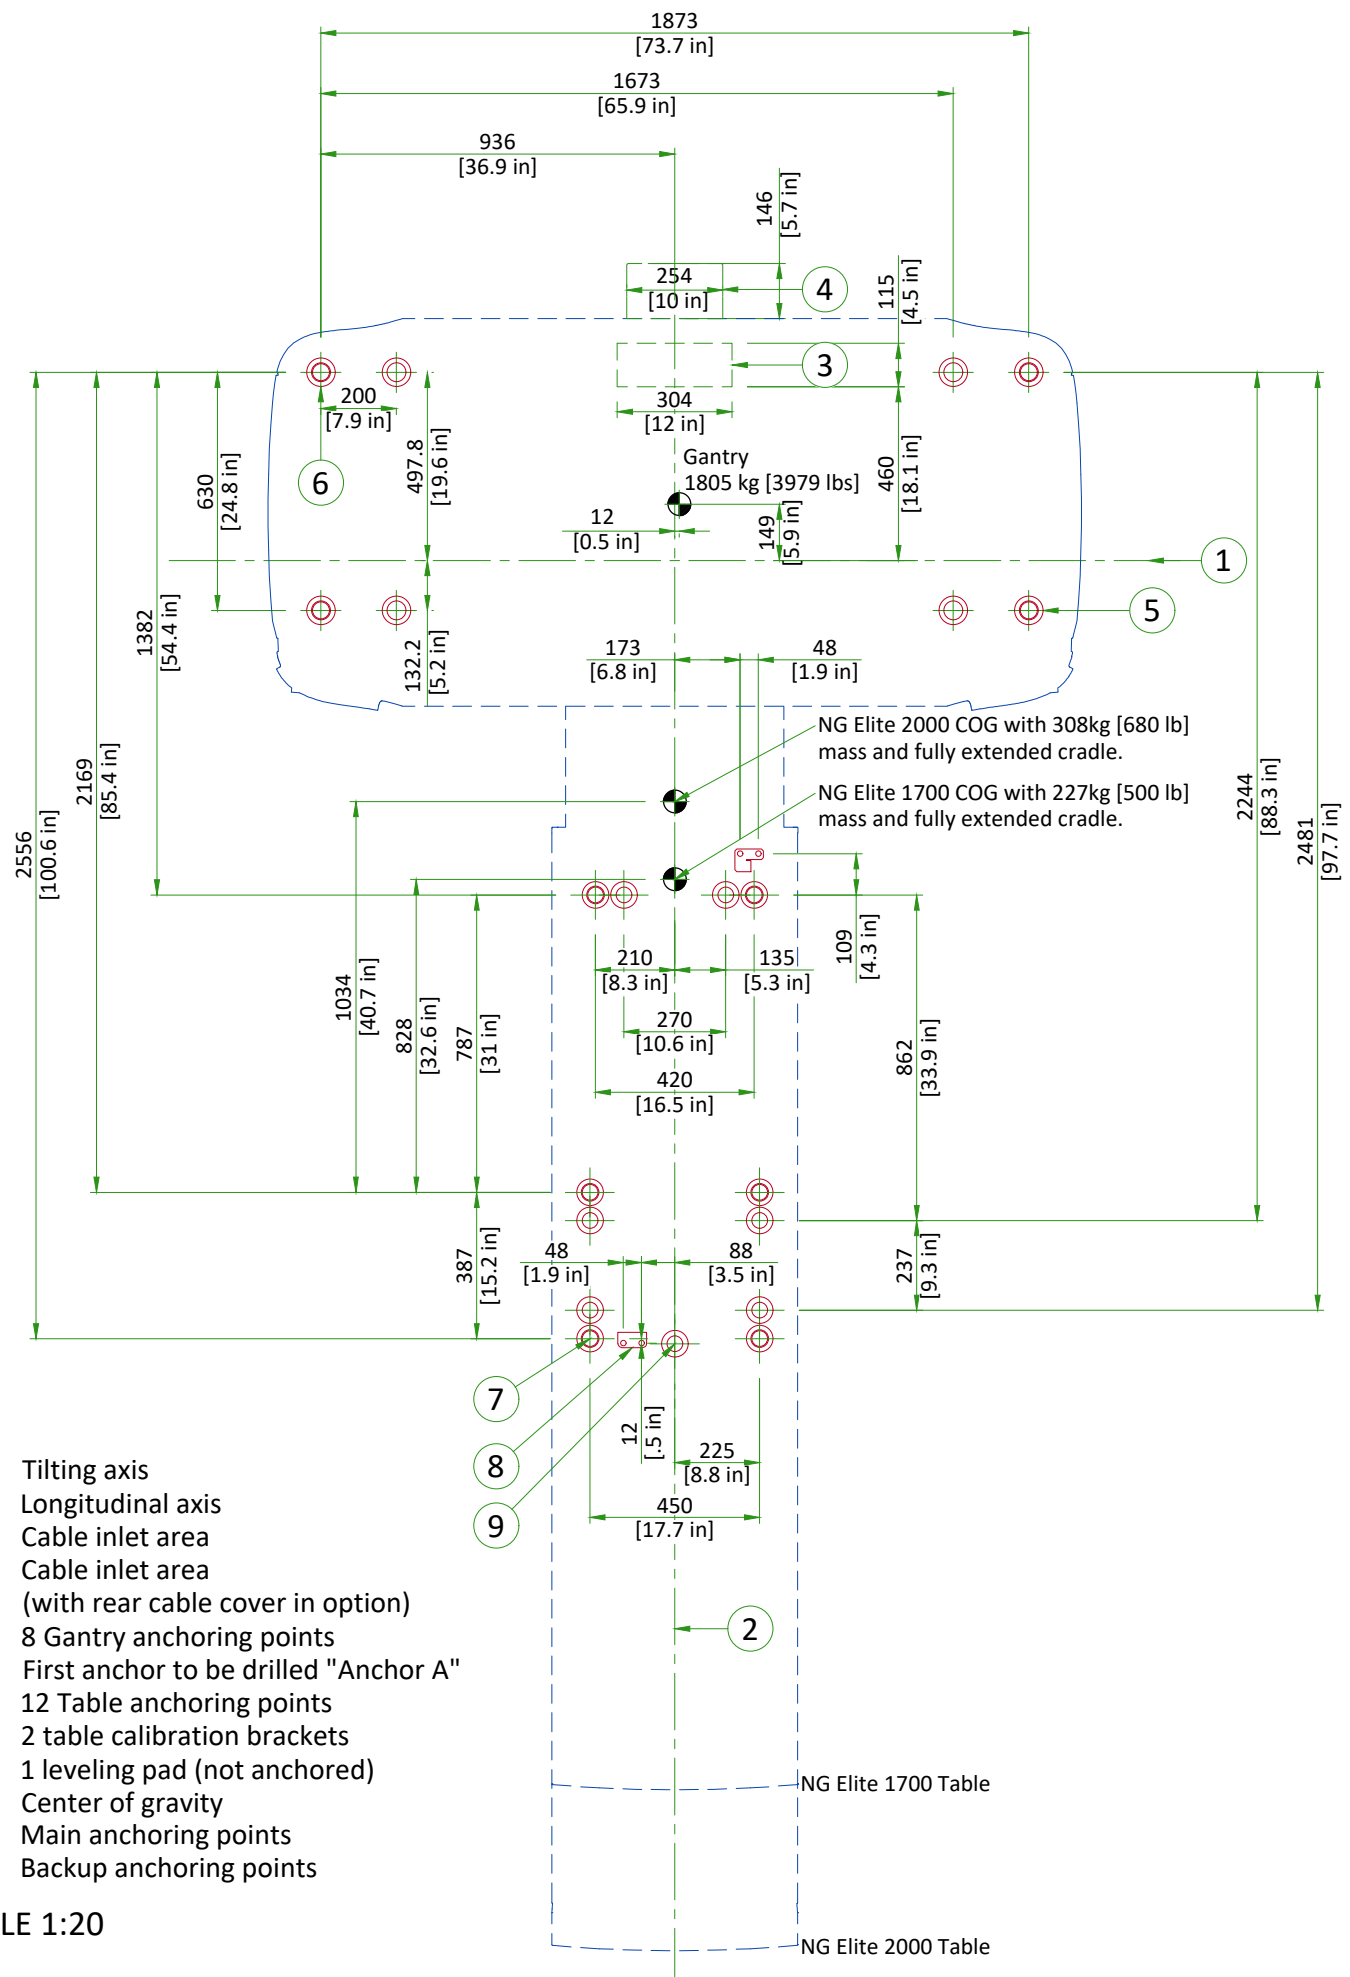 1873
[73.7 in]
1673
[65.9 in]
936
[36.9 in]
146
[5.7 in]
254
[10 in]
4
115
[4.5 in]
3
304
[12 in]
200
[7.9 in]
6
497.8
[19.6 in]
630
[24.8 in]
Gantry
1805 kg [3979 lbs]
460
[18.1 in]
12
[0.5 in]
149
[5.9 in]
1
5
1382
[54.4 in]
132.2
[5.2 in]
173
[6.8 in]
48
[1.9 in]
NG Elite 2000 COG with 308kg [680 lb]
mass and fully extended cradle.
NG Elite 1700 COG with 227kg [500 lb]
mass and fully extended cradle.
2169
[85.4 in]
2556
[100.6 in]
2244
[88.3 in]
2481
[97.7 in]
109
[4.3 in]
210
[8.3 in]
135
[5.3 in]
1034
[40.7 in]
828
[32.6 in]
787
[31 in]
270
[10.6 in]
420
[16.5 in]
862
[33.9 in]
387
[15.2 in]
48
[1.9 in]
88
[3.5 in]
237
[9.3 in]
7
8
9
12
[.5 in]
225
[8.8 in]
450
[17.7 in]
2
Tilting axis
Longitudinal axis
Cable inlet area
Cable inlet area
(with rear cable cover in option)
8 Gantry anchoring points
First anchor to be drilled "Anchor A"
12 Table anchoring points
2 table calibration brackets
1 leveling pad (not anchored)
Center of gravity
Main anchoring points
Backup anchoring points
NG Elite 1700 Table
LE 1:20
NG Elite 2000 Table